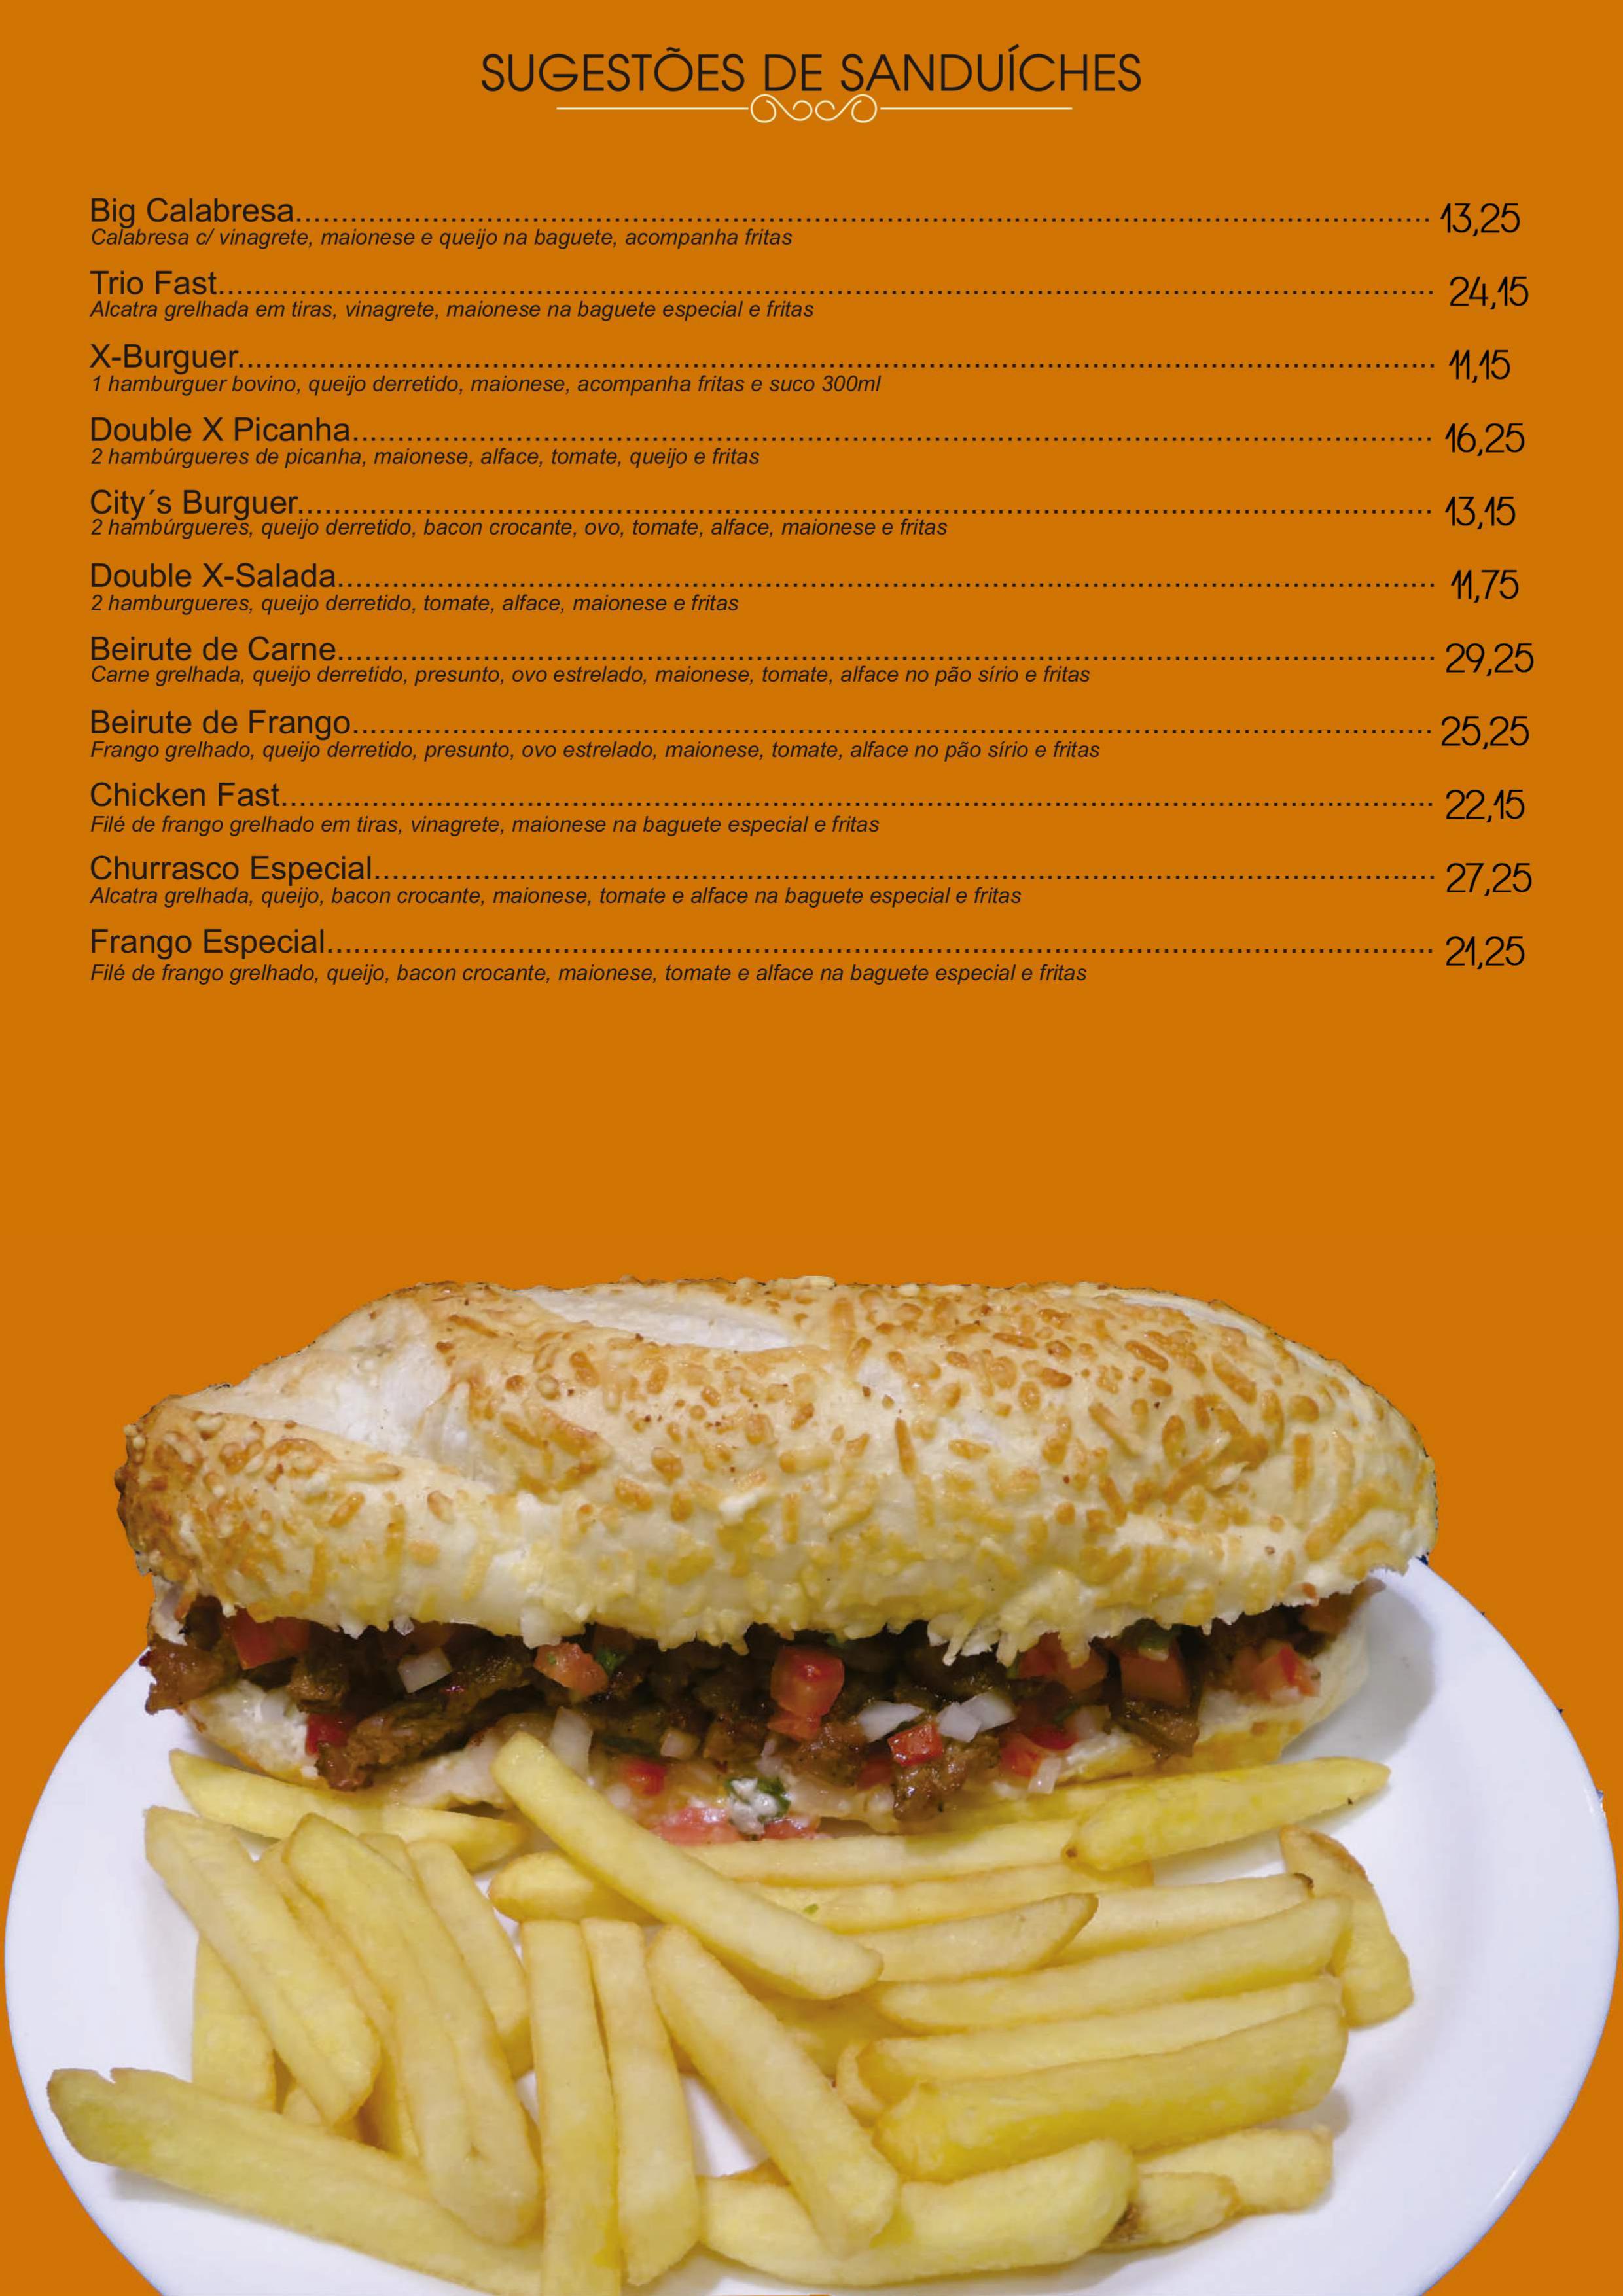 SUGESTÕES DE SANDUÍCHES
Big Calabresa 13,25
Calabresa c/ vinagrete, maionese e queijo na baguete, acompanha fritas
Trio Fast 24,15
Alcatra grelhada em tiras, vinagrete, maionese na baguete especial e fritas
X-Burguer 11,15
1 hamburguer bovino, queijo derretido, maionese, acompanha fritas e suco 300ml
Double X Picanha 16,25
2 hambúrgueres de picanha, maionese, alface, tomate, queijo e fritas
City´s Burguer 13,15
2 hambúrgueres, queijo derretido, bacon crocante, ovo, tomate, alface, maionese e fritas
Double X-Salada 11,75
2 hamburgueres, queijo derretido, tomate, alface, maionese e fritas
Beirute de Carne 29,25
Carne grelhada, queijo derretido, presunto, ovo estrelado, maionese, tomate, alface no pão sírio e fritas
Beirute de Frango 25,25
Frango grelhado, queijo derretido, presunto, ovo estrelado, maionese, tomate, alface no pão sírio e fritas
Chicken Fast 22,15
Filé de frango grelhado em tiras, vinagrete, maionese na baguete especial e fritas
Churrasco Especial 27,25
Alcatra grelhada, queijo, bacon crocante, maionese, tomate e alface na baguete especial e fritas
Frango Especial 21,25
Filé de frango grelhado, queijo, bacon crocante, maionese, tomate e alface na baguete especial e fritas